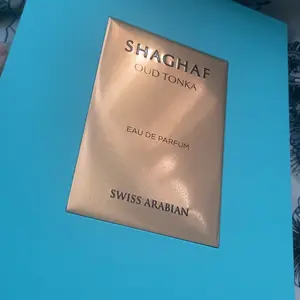 SHAGHAF
OUD TONKA
EAU DE PARFUM
SWISS ARABIAN